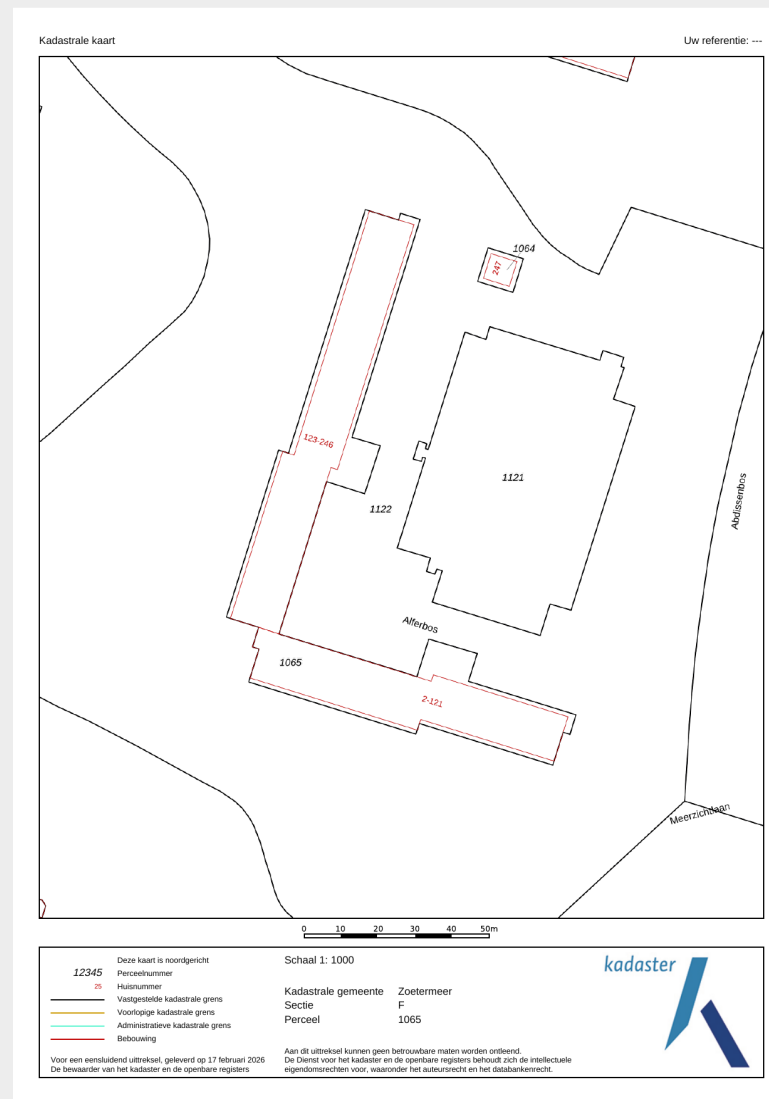 Kadastrale kaart
Uw referentie: ---
1064
247
123-246
1121
1122
Abdissenbos
Alferbos
1065
2-121
Meerzichtlaan
0 10 20 30 40 50m
Deze kaart is noordgericht
12345 Perceelnummer
25 Huisnummer
Vastgestelde kadastrale grens
Voorlopige kadastrale grens
Administratieve kadastrale grens
Bebouwing
Voor een eensluidend uittreksel, geleverd op 17 februari 2026
De bewaarder van het kadaster en de openbare registers
Schaal 1: 1000
Kadastrale gemeente Zoetermeer
Sectie F
Perceel 1065
Aan dit uittreksel kunnen geen betrouwbare maten worden ontleend.
De Dienst voor het kadaster en de openbare registers behoudt zich de intellectuele
eigendomsrechten voor, waaronder het auteursrecht en het databankenrecht.
kadaster